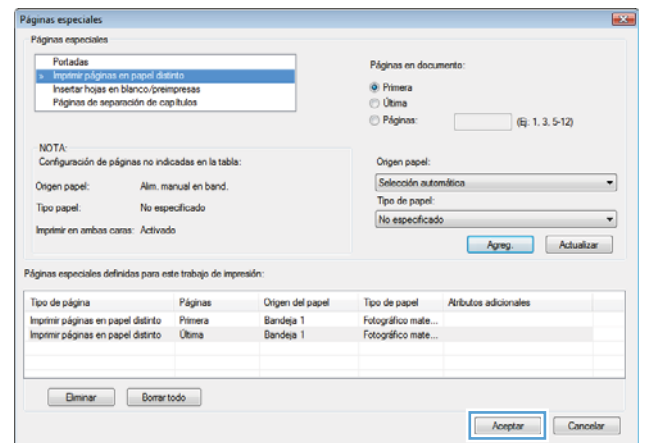 Páginas especiales
Páginas especiales
Portadas
» Imprimir páginas en papel distinto
Insertar hojas en blanco/preimpresas
Páginas de separación de capítulos
Páginas en documento:
Primera
Última
Páginas:
(Ej: 1, 3, 5-12)
NOTA:
Configuración de páginas no indicadas en la tabla:
Origen papel: Alim. manual en band.
Tipo papel: No especificado
Imprimir en ambas caras: Activado
Origen papel:
Selección automática
Tipo de papel:
No especificado
Agreg. Actualizar
Páginas especiales definidas para este trabajo de impresión:
Tipo de página Páginas Origen del papel Tipo de papel Atributos adicionales
Imprimir páginas en papel distinto Primera Bandeja 1 Fotográfico mate...
Imprimir páginas en papel distinto Última Bandeja 1 Fotográfico mate...
Eliminar Borrar todo
Aceptar Cancelar